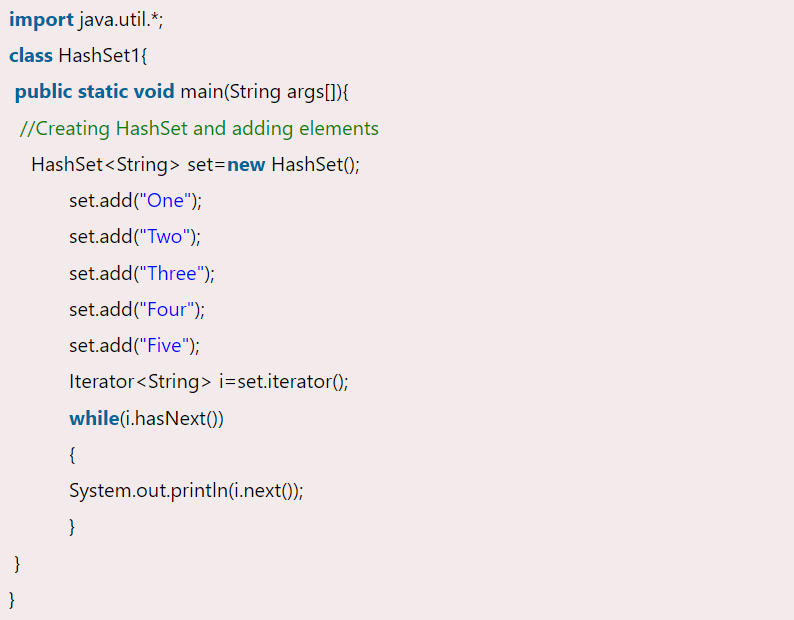 import java.util.*;
class HashSet1{
public static void main(String args[]){
//Creating HashSet and adding elements
HashSet<String> set=new HashSet();
set.add("One");
set.add("Two");
set.add("Three");
set.add("Four");
set.add("Five");
Iterator<String> i=set.iterator();
while(i.hasNext())
{
System.out.println(i.next());
}
}
}